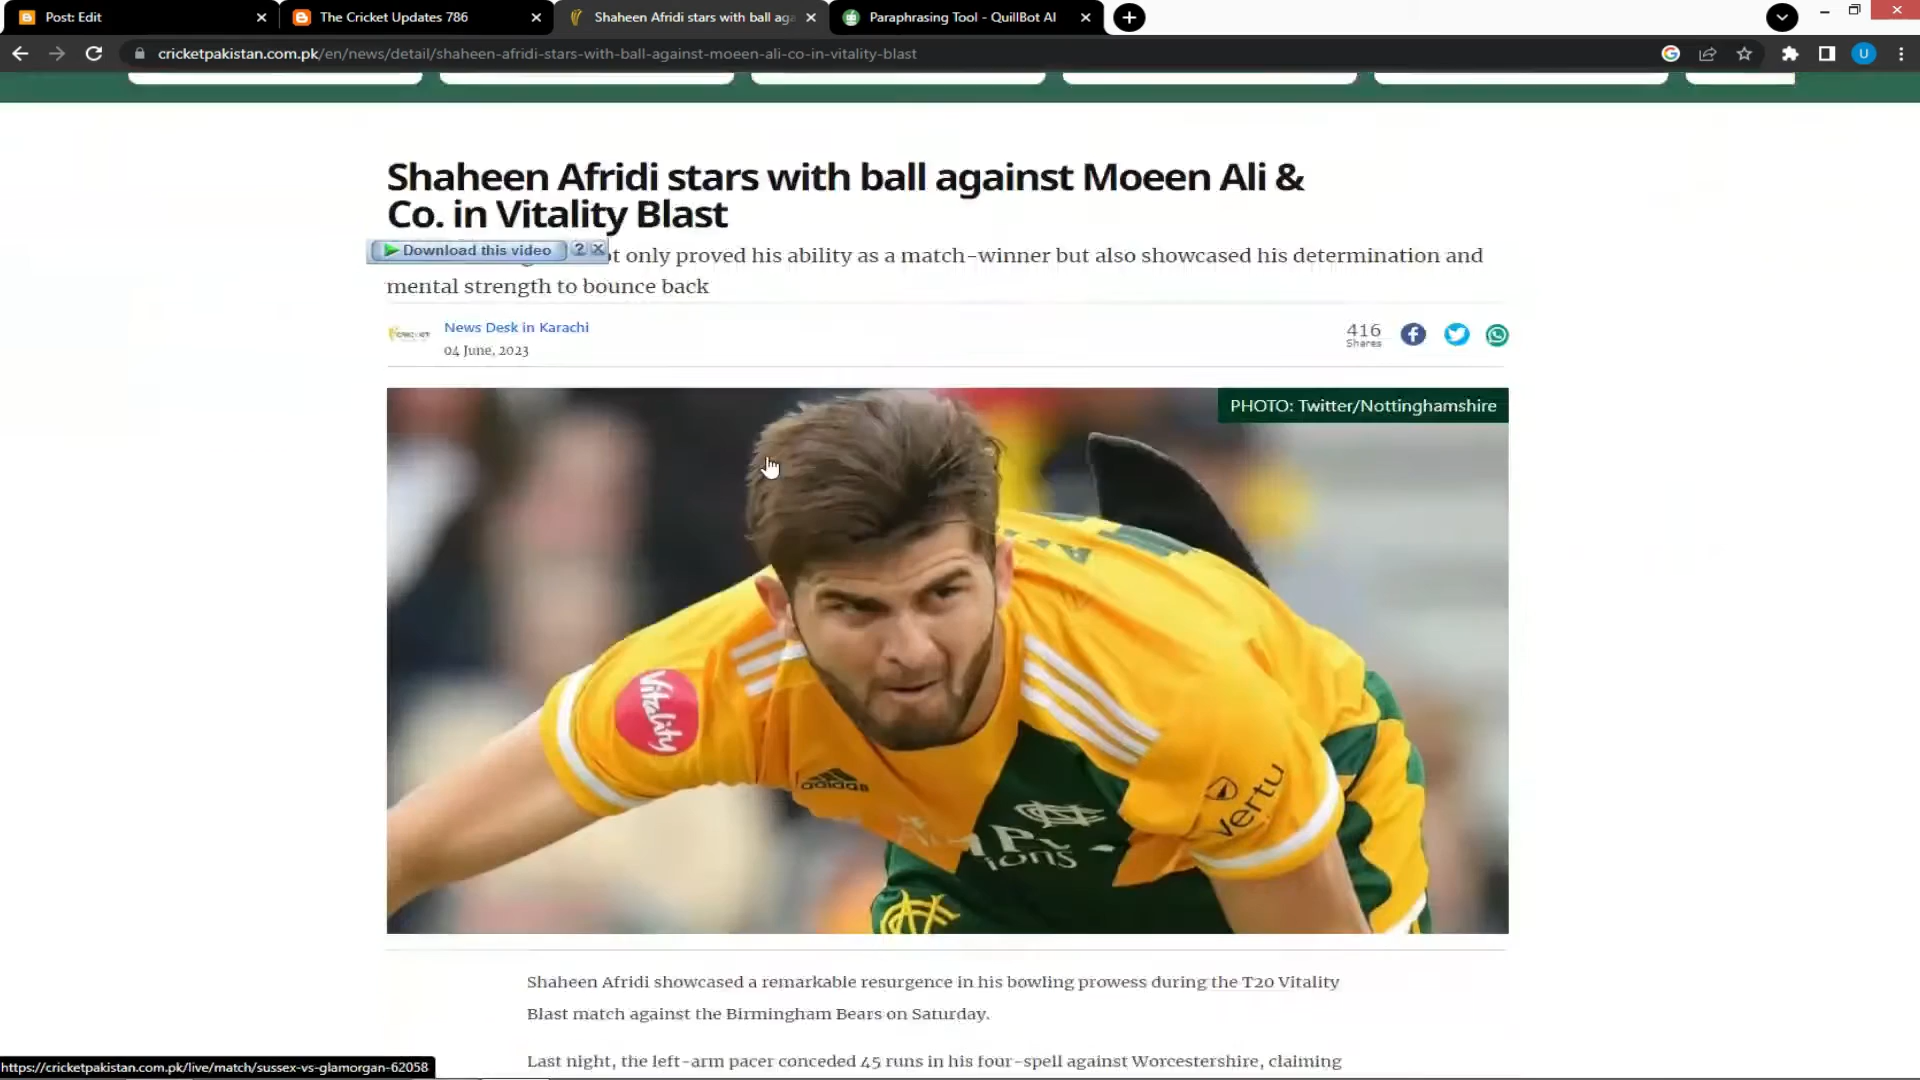 Post: Edit
The Cricket Updates 786
Shaheen Afridi stars with ball aga
Paraphrasing Tool - QuillBot AI
cricketpakistan.com.pk/en/news/detail/shaheen-afridi-stars-with-ball-against-moeen-ali-co-in-vitality-blast
U
Shaheen Afridi stars with ball against Moeen Ali &
Co. in Vitality Blast
Download this video ?
only proved his ability as a match-winner but also showcased his determination and
mental strength to bounce back
News Desk in Karachi
04 June, 2023
416
Shares
PHOTO: Twitter/Nottinghamshire
Vitality
adidas
vertu
ions
Shaheen Afridi showcased a remarkable resurgence in his bowling prowess during the T20 Vitality
Blast match against the Birmingham Bears on Saturday.
Last night, the left-arm pacer conceded 45 runs in his four-spell against Worcestershire, claiming
https://cricketpakistan.com.pk/live/match/sussex-vs-glamorgan-62058